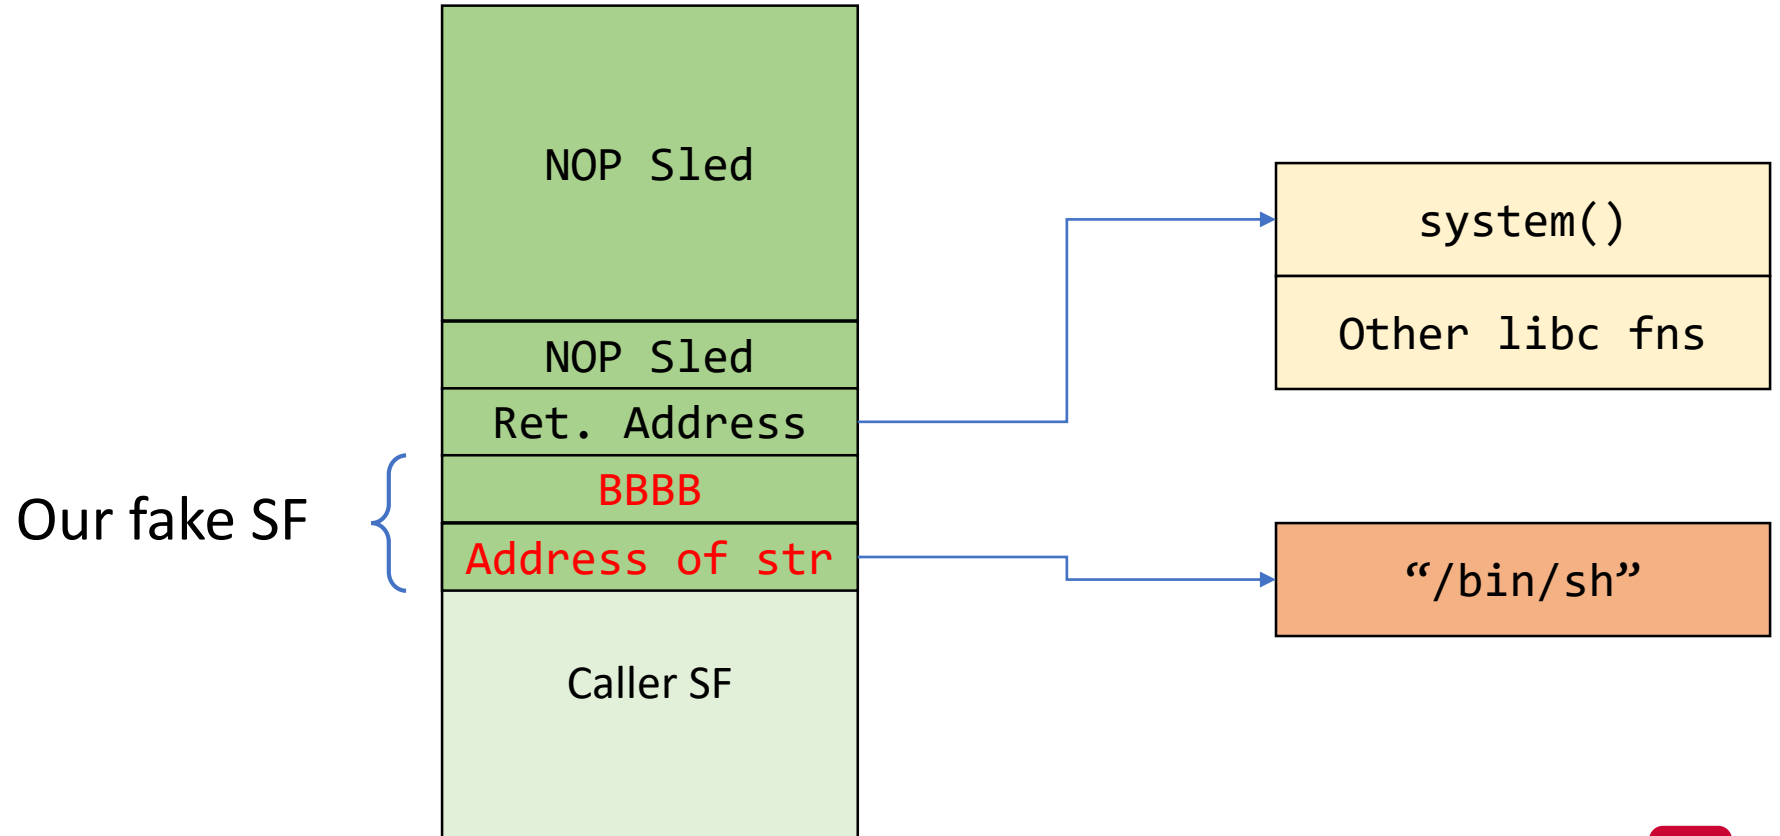 NOP Sled
NOP Sled
Ret. Address
BBBB
Address of str
Caller SF
Our fake SF
system()
Other libc fns
“/bin/sh”